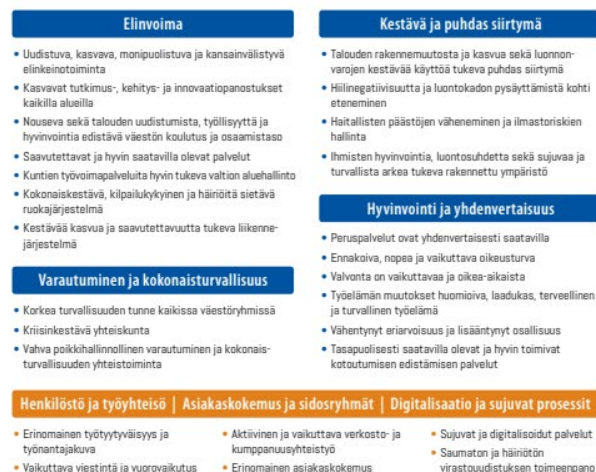 Elinvoima
• Uudistuva, kasvava, monipuolistuva ja kansainvälistyvä
elinkeinotoiminta
• Kasvavat tutkimus-, kehitys- ja innovaatiopanostukset
kaikilla alueilla
• Nouseva sekä talouden uudistumista, työllisyyttä ja
hyvinvointia edistävä väestön koulutus ja osaamistaso
• Saavutettavat ja hyvin saatavilla olevat palvelut
• Kuntien työvoimapalveluita hyvin tukeva valtion aluehallinto
• Kokonaiskestävä, kilpailukykyinen ja häiriöitä sietävä
ruokajärjestelmä
• Kestävää kasvua ja saavutettavuutta tukeva liikenne-
järjestelmä
Varautuminen ja kokonaisturvallisuus
• Korkea turvallisuuden tunne kaikissa väestöryhmissä
• Kriisinkestävä yhteiskunta
• Vahva poikkihallinnollinen varautuminen ja kokonais-
turvallisuuden yhteistoiminta
Kestävä ja puhdas siirtymä
• Talouden rakennemuutosta ja kasvua sekä luonnon-
varojen kestävää käyttöä tukeva puhdas siirtymä
• Hiilinegatiivisuutta ja luontokadon pysäyttämistä kohti
eteneminen
• Haitallisten päästöjen väheneminen ja ilmastoriskien
hallinta
• Ihmisten hyvinvointia, luontosuhdetta sekä sujuvaa ja
turvallista arkea tukeva rakennettu ympäristö
Hyvinvointi ja yhdenvertaisuus
• Peruspalvelut ovat yhdenvertaisesti saatavilla
• Ennakoiva, nopea ja vaikuttava oikeusturva
• Valvonta on vaikuttavaa ja oikea-aikaista
• Työelämän muutokset huomioiva, laadukas, terveellinen
ja turvallinen työelämä
• Vähentynyt eriarvoisuus ja lisääntynyt osallisuus
• Tasapuolisesti saatavilla olevat ja hyvin toimivat
kotoutumisen edistämisen palvelut
Henkilöstö ja työyhteisö | Asiakaskokemus ja sidosryhmät | Digitalisaatio ja sujuvat prosessit
• Erinomainen työtyytyväisyys ja
työnantajakuva
• Vaikuttava viestintä ja vuorovaikutus
• Aktiivinen ja vaikuttava verkosto- ja
kumppanuusyhteistyö
• Erinomainen asiakaskokemus
• Sujuvat ja digitalisoidut palvelut
• Saumaton ja häiriötön
virastouudistuksen toimeenpano